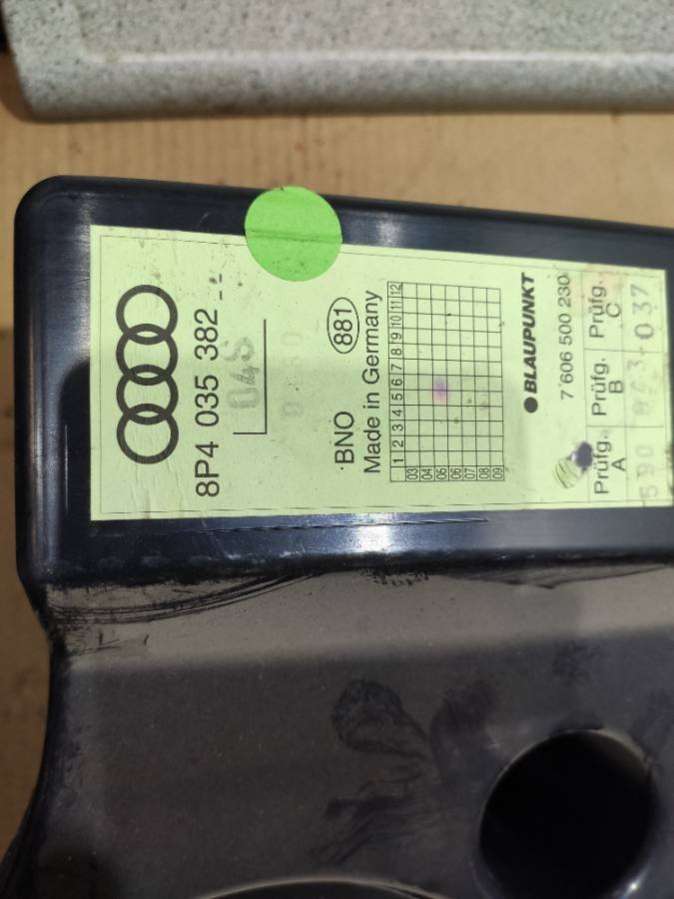 8P4 035 382
BNO 881
Made in Germany
1 2 3 4 5 6 7 8 9 10 11 12
03
04
05
06
07
08
09
BLAUPUNKT
7 606 500 230
Prüfg. A Prüfg. B Prüfg. C
037